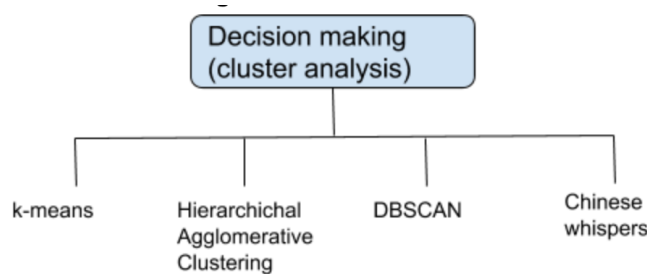 Decision making
(cluster analysis)
k-means
Hierarchichal
Agglomerative
Clustering
DBSCAN
Chinese
whispers